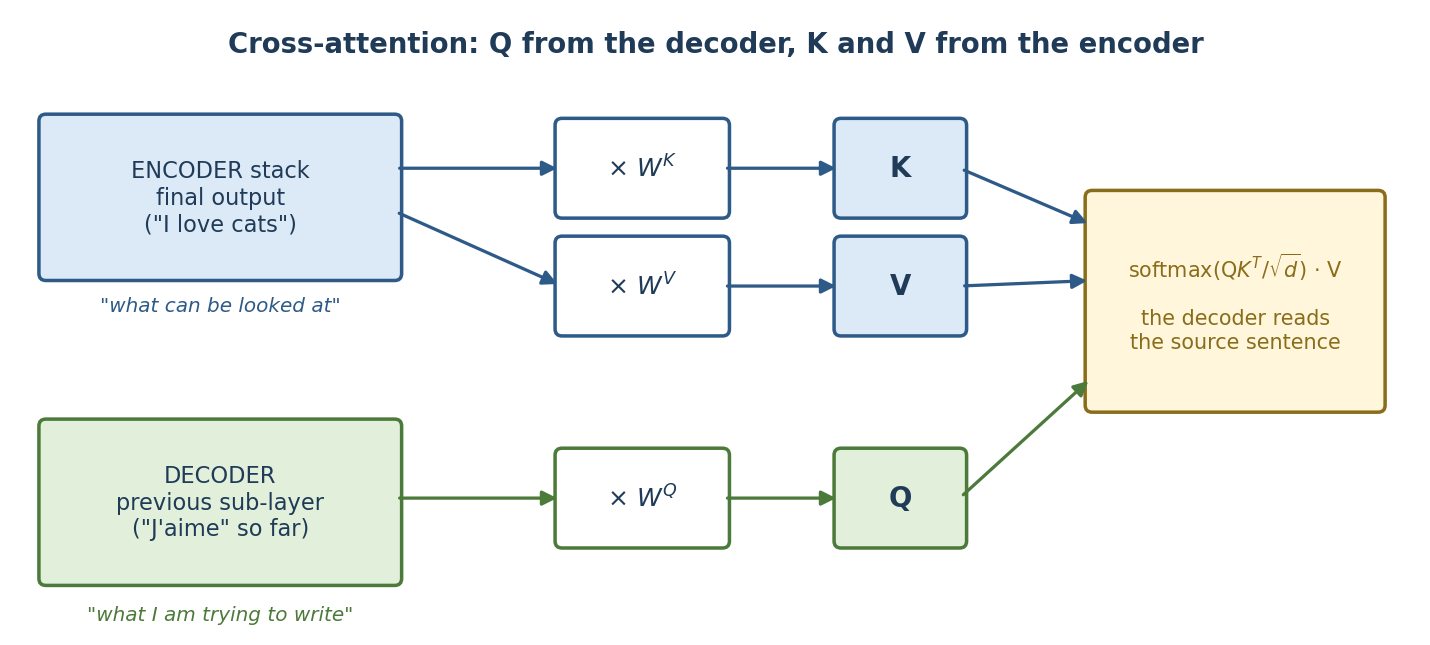 Cross-attention: Q from the decoder, K and V from the encoder
ENCODER stack
final output
("I love cats")
"what can be looked at"
× W^K
K
× W^V
V
softmax(QK^T/√d) · V
the decoder reads
the source sentence
DECODER
previous sub-layer
("J'aime" so far)
"what I am trying to write"
× W^Q
Q